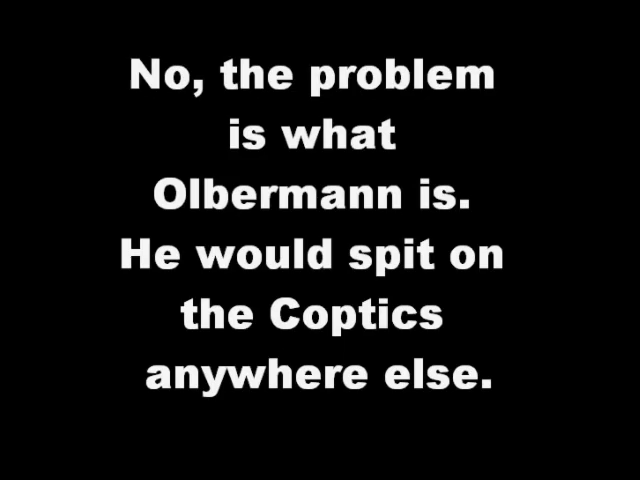 No, the problem
is what
Olbermann is.
He would spit on
the Coptics
anywhere else.